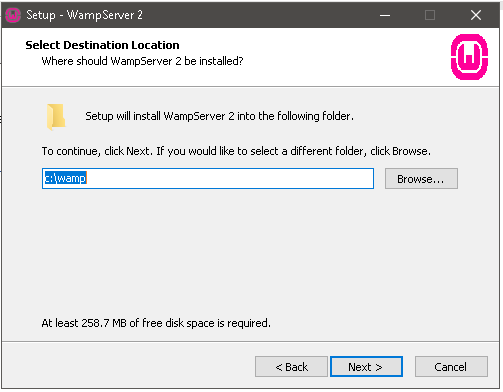 Setup - WampServer 2
Select Destination Location
Where should WampServer 2 be installed?
Setup will install WampServer 2 into the following folder.
To continue, click Next. If you would like to select a different folder, click Browse.
c:\wamp
Browse...
At least 258.7 MB of free disk space is required.
< Back
Next >
Cancel